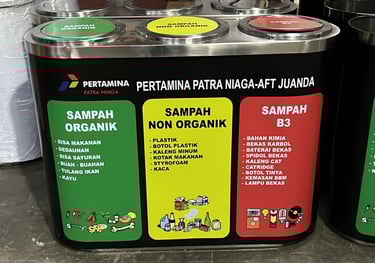 SAMPAH
ORGANIK
SAMPAH
NON ORGANIK
PERTAMINA
PATRA NIAGA
PERTAMINA PATRA NIAGA-AFT JUANDA
SAMPAH
ORGANIK
- SISA MAKANAN
- DEDAUNAN
- SISA SAYURAN
- BUAH - BUAHAN
- TULANG IKAN
- KAYU
SAMPAH
NON ORGANIK
- PLASTIK
- BOTOL PLASTIK
- KALENG MINUM
- KOTAK MAKANAN
- STYROFOAM
- KACA
SAMPAH
B3
- BAHAN KIMIA
- BEKAS KARBOL
- BATERAI BEKAS
- SPIDOL BEKAS
- KALENG CAT
- CATRIDGE
- BOTOL TINTA
- KEMASAN BBM
- LAMPU BEKAS